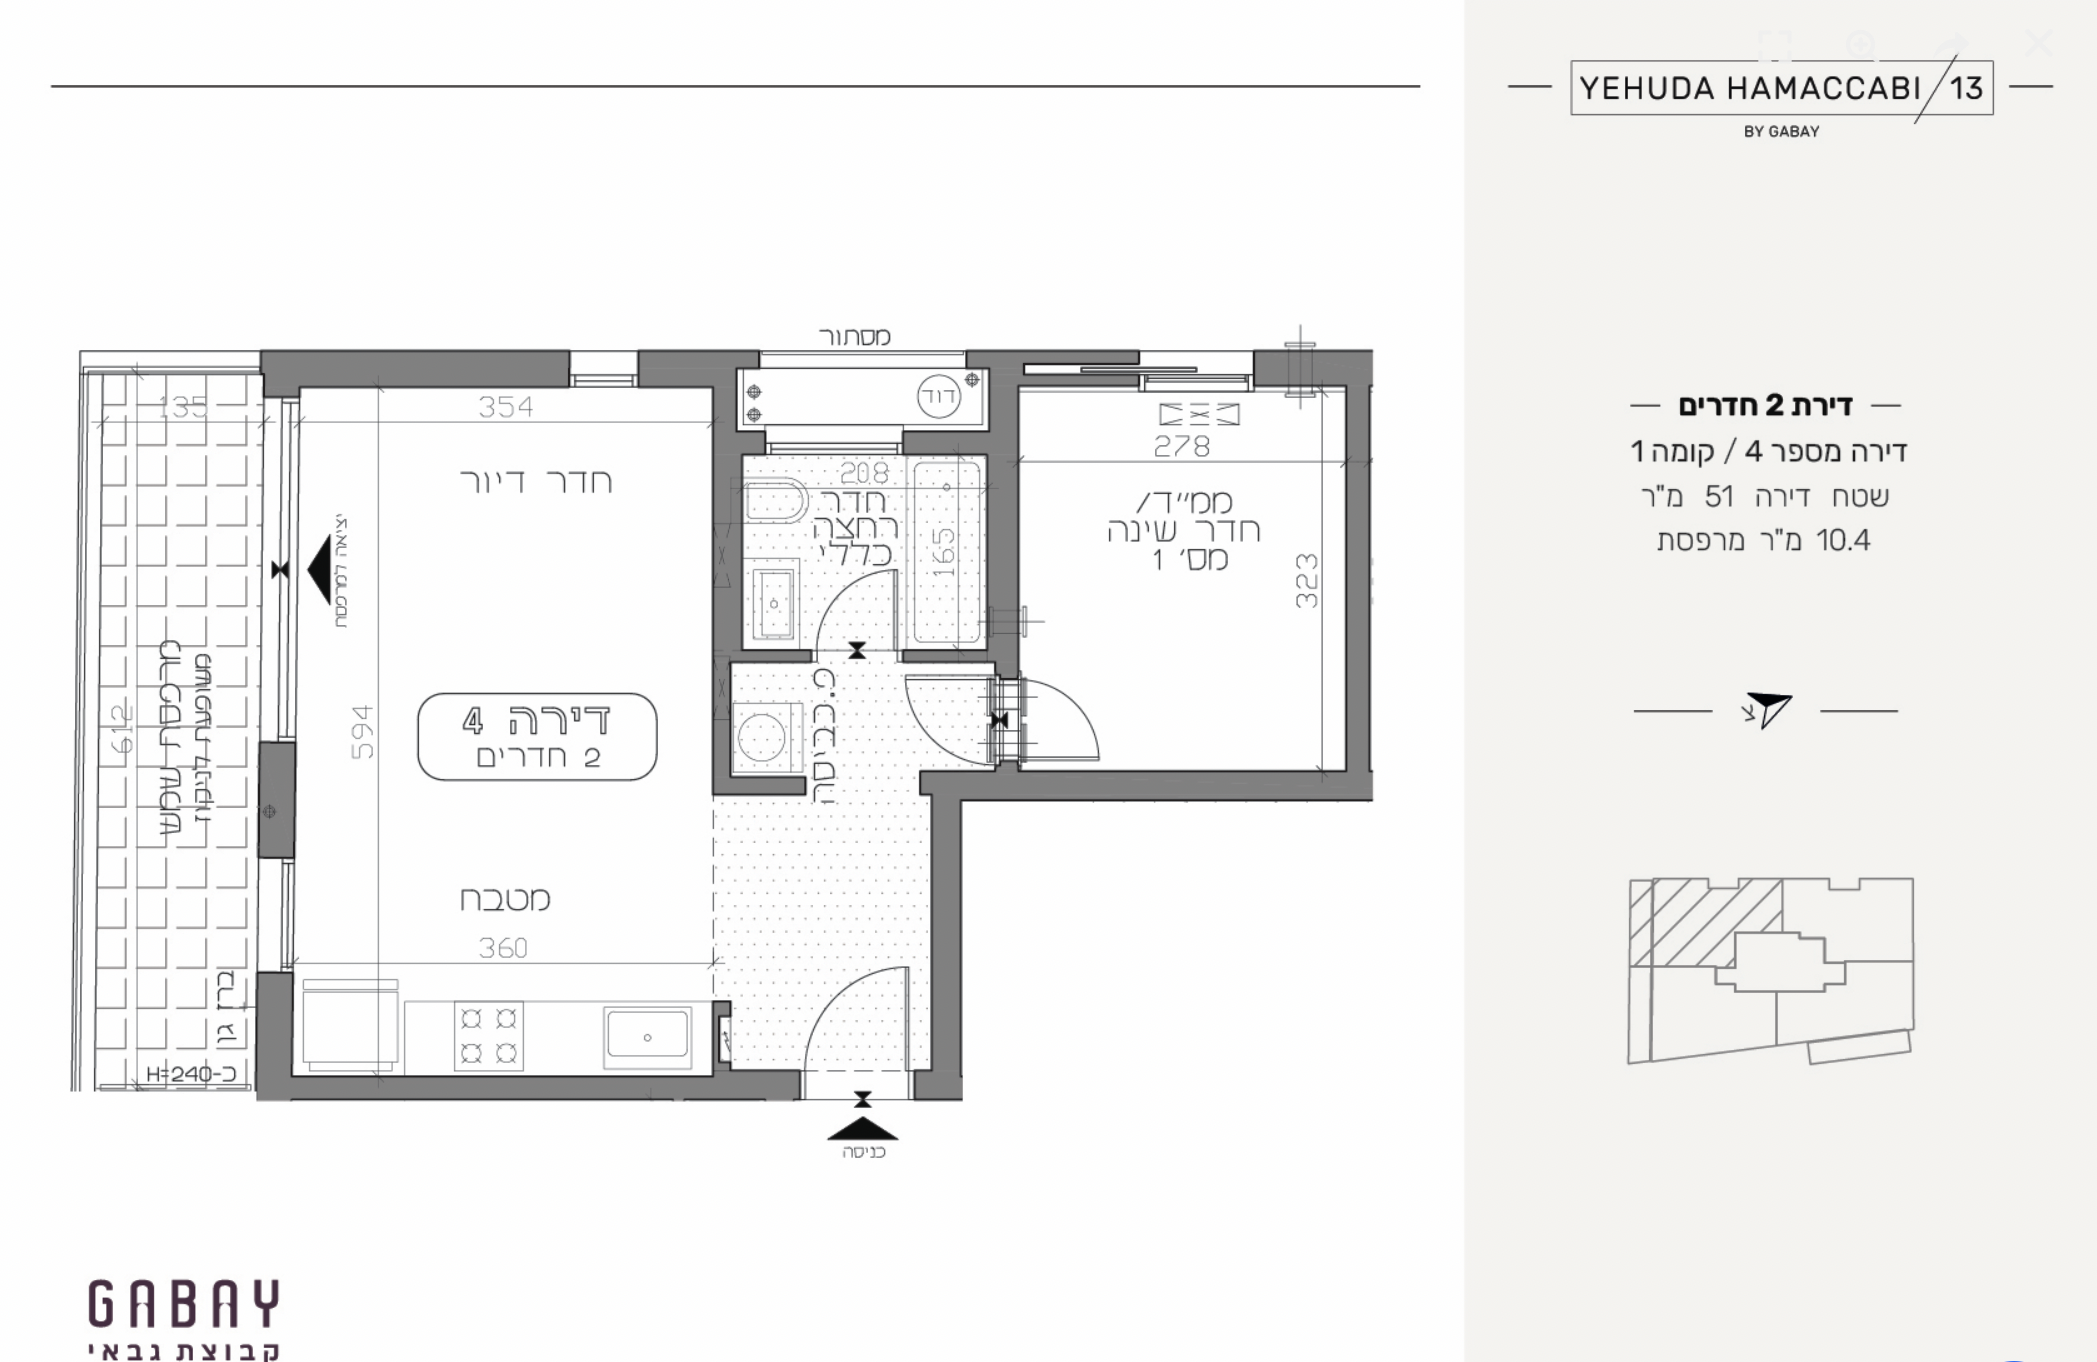 YEHUDA HAMACCABI/13
BY GABAY
דירת 2 חדרים
דירה מספר 4 / קומה 1
שטח דירה 51 מ"ר
10.4 מ"ר מרפסת
מסתור
דוד
135
354
278
208
חדר דיור
חדר
רחצה
כללי
165
ממ״ד/
חדר שינה
מס׳ 1
323
יציאה למרפסת
מרפסת שמש
משופעת לניקוז
612
594
דירה 4
2 חדרים
פ. כביסה
מטבח
360
ברז גן
H=240-כ
כניסה
GABAY
קבוצת גבאי